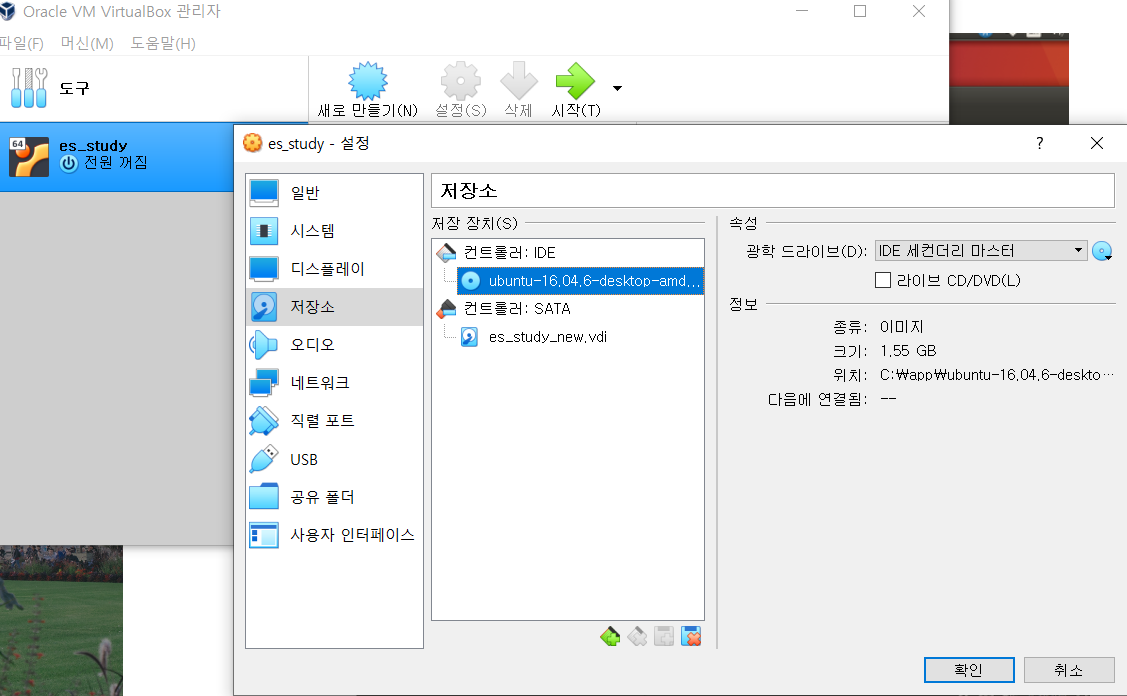 Oracle VM VirtualBox 관리자
파일(F) 머신(M) 도움말(H)
도구
새로 만들기(N) 설정(S) 삭제 시작(T)
64
es_study
전원 꺼짐
es_study - 설정
?
일반
시스템
디스플레이
저장소
오디오
네트워크
직렬 포트
USB
공유 폴더
사용자 인터페이스
저장소
저장 장치(S)
컨트롤러: IDE
ubuntu-16.04.6-desktop-amd...
컨트롤러: SATA
es_study_new.vdi
속성
광학 드라이브(D): IDE 세컨더리 마스터
라이브 CD/DVD(L)
정보
종류: 이미지
크기: 1.55 GB
위치: C:₩app₩ubuntu-16.04.6-deskto…
다음에 연결됨: --
확인 취소